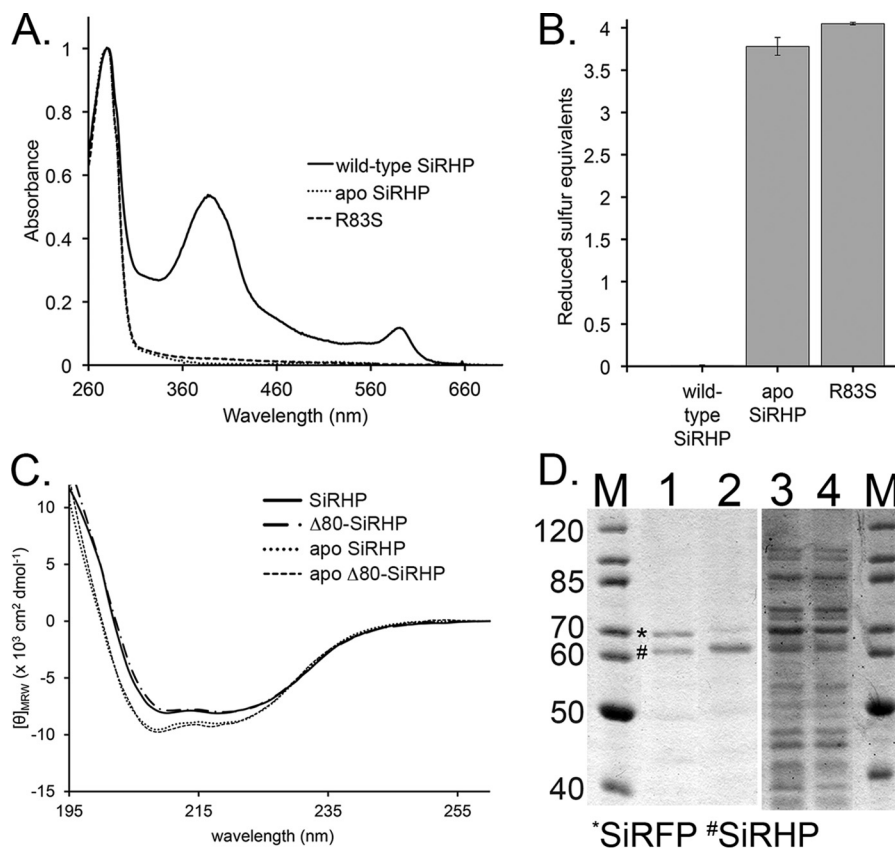 A.
1
0.8
0.6
0.4
0.2
0
Absorbance
260 360 460 560 660
Wavelength (nm)
wild-type SiRHP
apo SiRHP
R83S
B.
4
3.5
3
2.5
2
1.5
1
0.5
0
Reduced sulfur equivalents
wild-
type
SiRHP
apo
SiRHP
R83S
C.
10
5
0
-5
-10
-15
[θ]MRW (x 10³ cm² dmol⁻¹)
195 215 235 255
wavelength (nm)
SiRHP
Δ80-SiRHP
apo SiRHP
apo Δ80-SiRHP
D.
M 1 2 3 4 M
120
85
70
60
50
40
*
#
*SiRFP #SiRHP